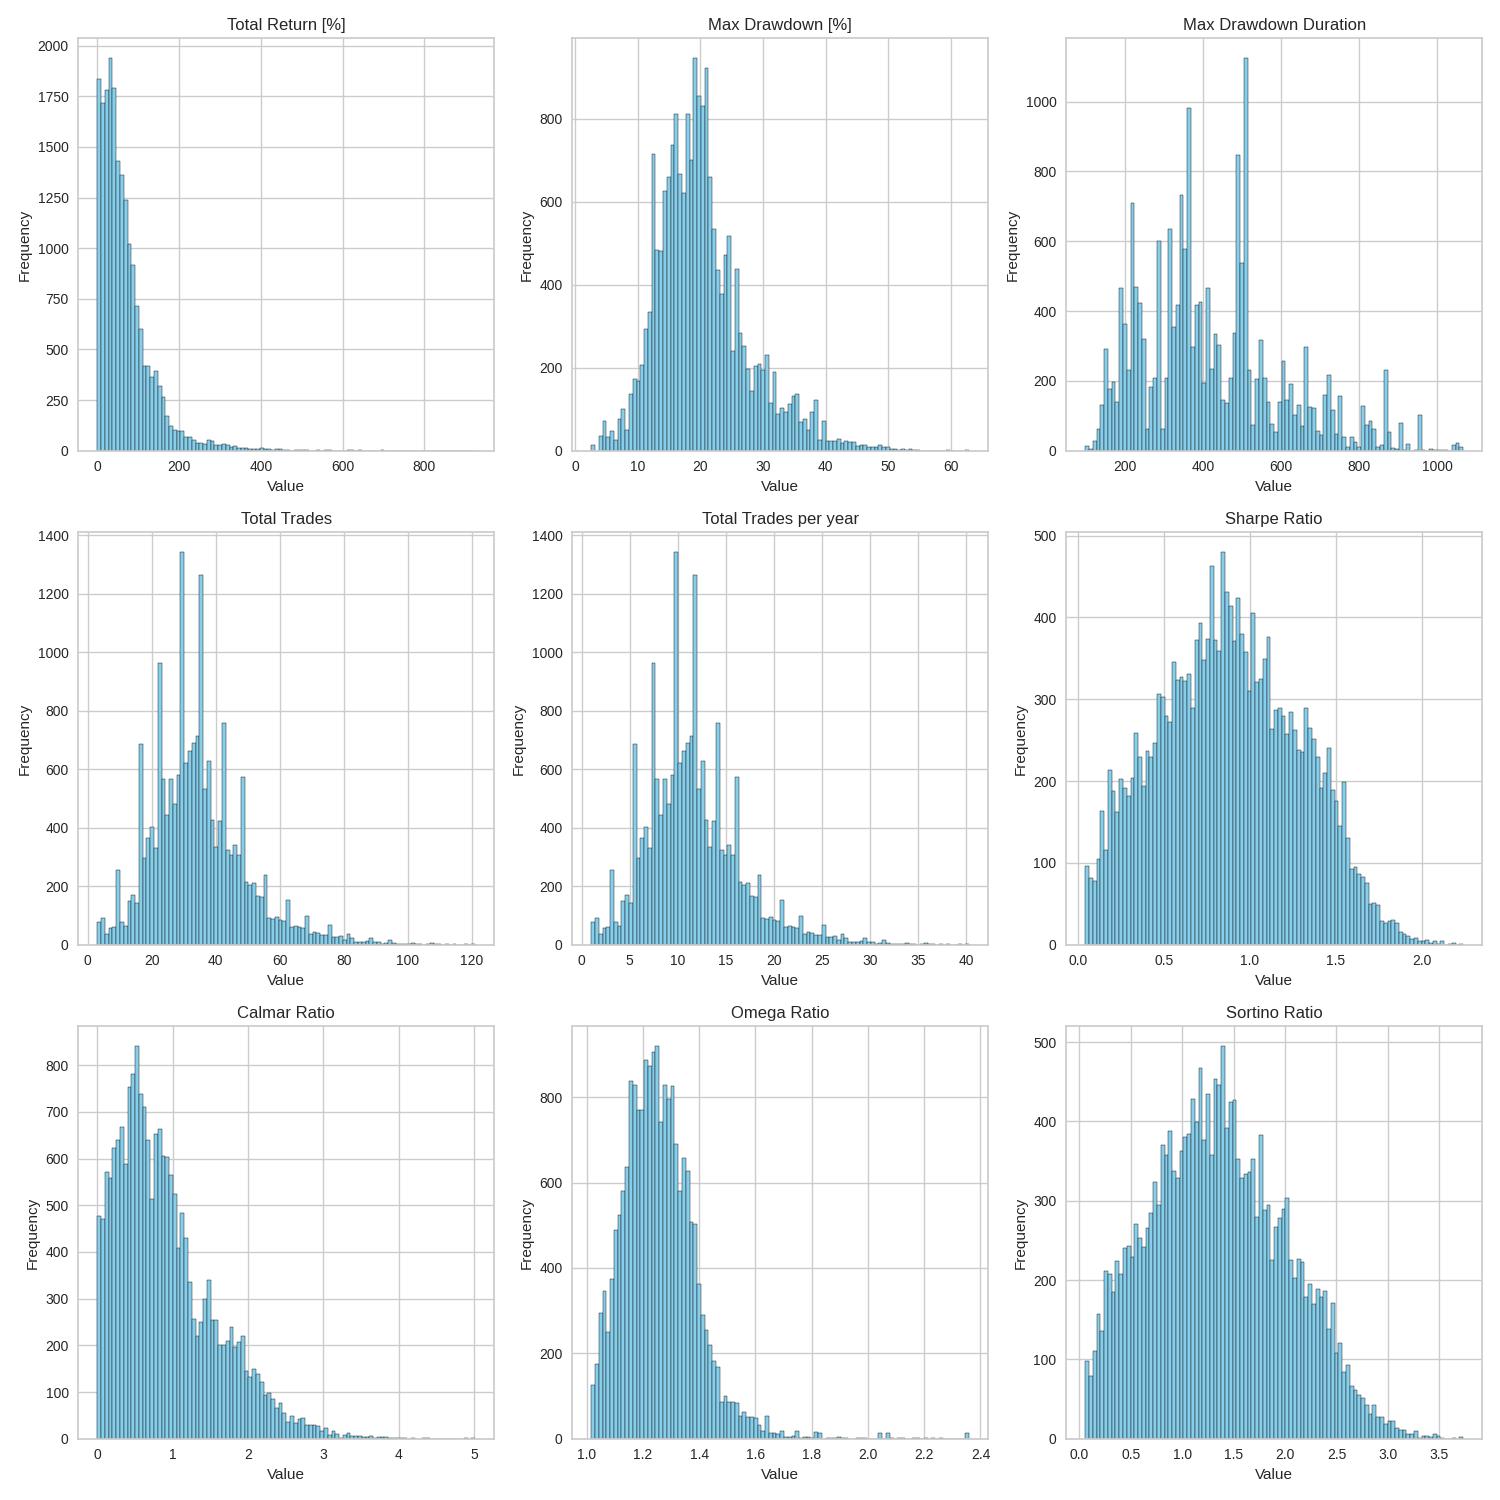 Total Return [%]
2000
1750
1500
1250
1000
750
500
250
0
Frequency
0 200 400 600 800
Value
Max Drawdown [%]
800
600
400
200
0
Frequency
0 10 20 30 40 50 60
Value
Max Drawdown Duration
1000
800
600
400
200
0
Frequency
200 400 600 800 1000
Value
Total Trades
1400
1200
1000
800
600
400
200
0
Frequency
0 20 40 60 80 100 120
Value
Total Trades per year
1400
1200
1000
800
600
400
200
0
Frequency
0 5 10 15 20 25 30 35 40
Value
Sharpe Ratio
500
400
300
200
100
0
Frequency
0.0 0.5 1.0 1.5 2.0
Value
Calmar Ratio
800
700
600
500
400
300
200
100
0
Frequency
0 1 2 3 4 5
Value
Omega Ratio
800
600
400
200
0
Frequency
1.0 1.2 1.4 1.6 1.8 2.0 2.2 2.4
Value
Sortino Ratio
500
400
300
200
100
0
Frequency
0.0 0.5 1.0 1.5 2.0 2.5 3.0 3.5
Value